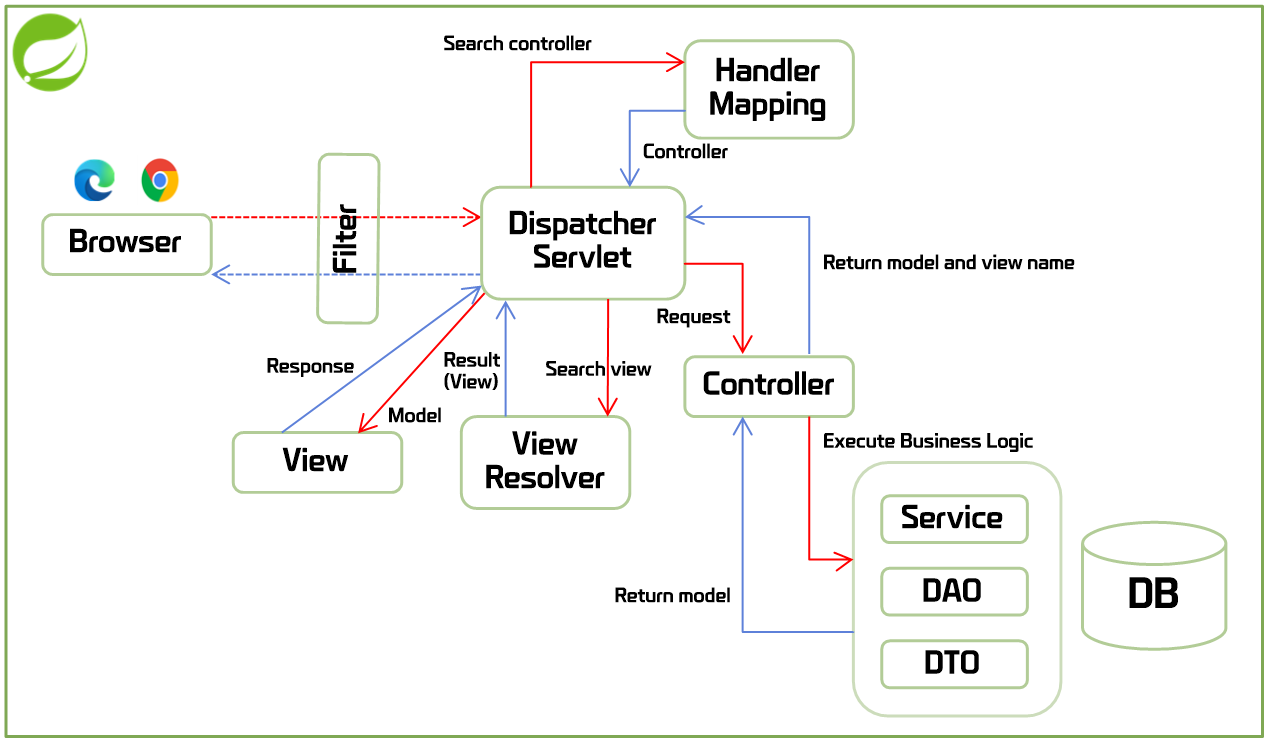 Search controller
Handler
Mapping
Controller
Browser
Filter
Dispatcher
Servlet
Return model and view name
Request
Response
Result
(View)
Search view
Model
Controller
View
View
Resolver
Execute Business Logic
Service
DAO
DTO
DB
Return model